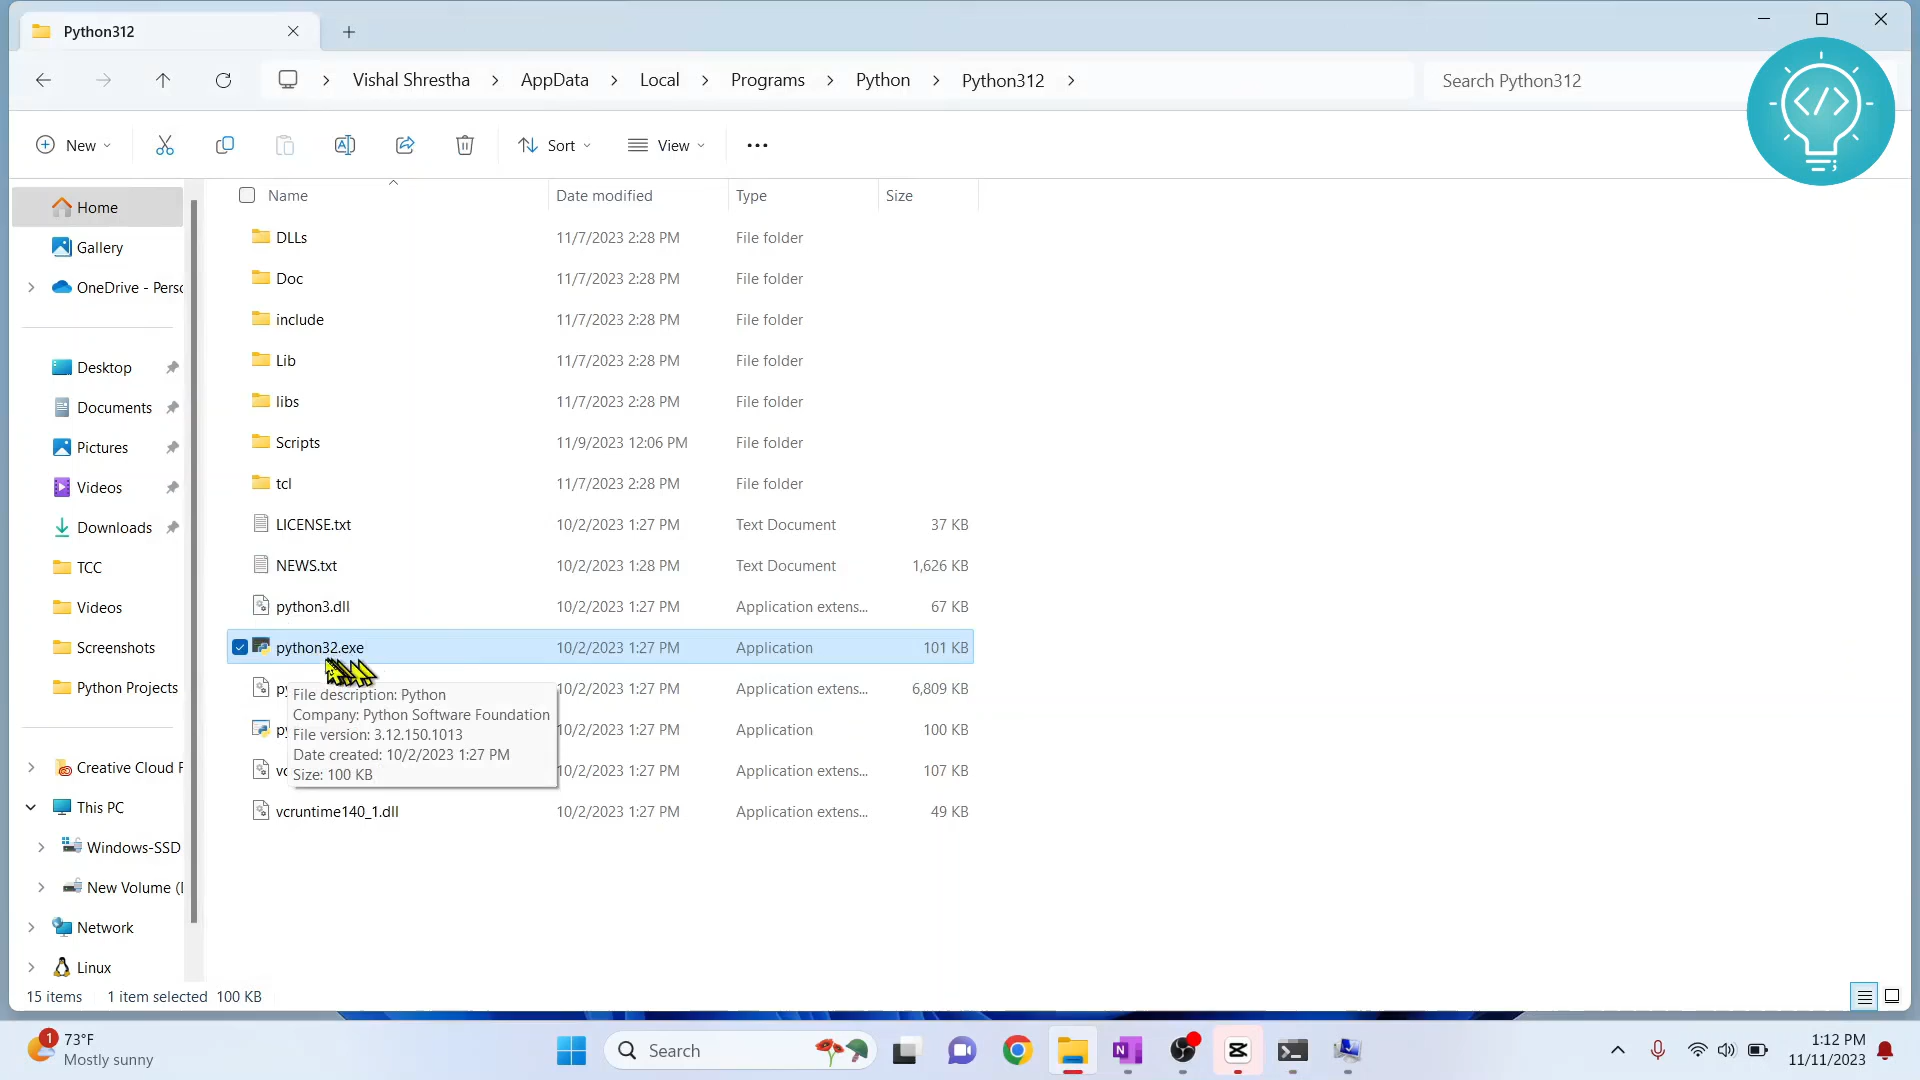 Python312
Vishal Shrestha AppData Local Programs Python Python312
Search Python312
</>
;
New Sort View
Name Date modified Type Size
Home
Gallery
OneDrive - Perso
Desktop
Documents
Pictures
Videos
Downloads
TCC
Videos
Screenshots
Python Projects
Creative Cloud F
This PC
Windows-SSD
New Volume (
Network
Linux
DLLs 11/7/2023 2:28 PM File folder
Doc 11/7/2023 2:28 PM File folder
include 11/7/2023 2:28 PM File folder
Lib 11/7/2023 2:28 PM File folder
libs 11/7/2023 2:28 PM File folder
Scripts 11/9/2023 12:06 PM File folder
tcl 11/7/2023 2:28 PM File folder
LICENSE.txt 10/2/2023 1:27 PM Text Document 37 KB
NEWS.txt 10/2/2023 1:28 PM Text Document 1,626 KB
python3.dll 10/2/2023 1:27 PM Application extens... 67 KB
python32.exe 10/2/2023 1:27 PM Application 101 KB
py 10/2/2023 1:27 PM Application extens... 6,809 KB
py 10/2/2023 1:27 PM Application 100 KB
vc 10/2/2023 1:27 PM Application extens... 107 KB
vcruntime140_1.dll 10/2/2023 1:27 PM Application extens... 49 KB
File description: Python
Company: Python Software Foundation
File version: 3.12.150.1013
Date created: 10/2/2023 1:27 PM
Size: 100 KB
15 items 1 item selected 100 KB
1
73°F
Mostly sunny
Search
1:12 PM
11/11/2023